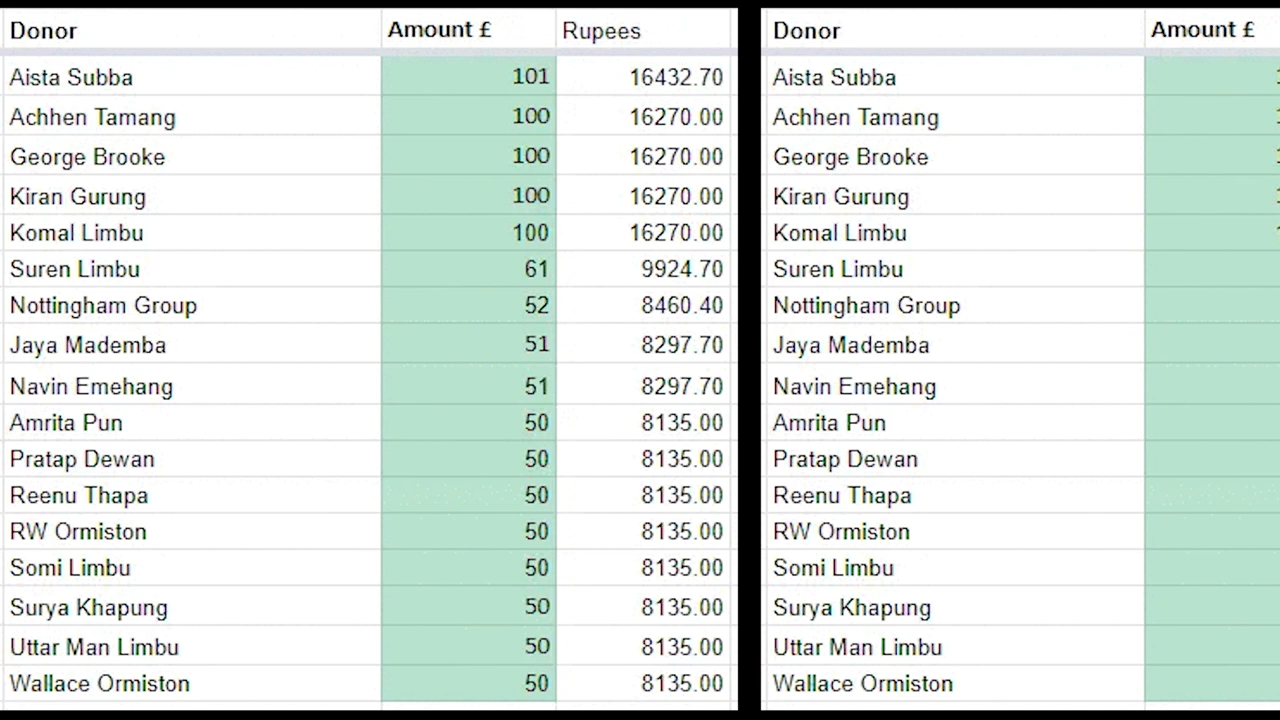 Donor Amount £ Rupees
Aista Subba 101 16432.70
Achhen Tamang 100 16270.00
George Brooke 100 16270.00
Kiran Gurung 100 16270.00
Komal Limbu 100 16270.00
Suren Limbu 61 9924.70
Nottingham Group 52 8460.40
Jaya Mademba 51 8297.70
Navin Emehang 51 8297.70
Amrita Pun 50 8135.00
Pratap Dewan 50 8135.00
Reenu Thapa 50 8135.00
RW Ormiston 50 8135.00
Somi Limbu 50 8135.00
Surya Khapung 50 8135.00
Uttar Man Limbu 50 8135.00
Wallace Ormiston 50 8135.00
Donor Amount £
Aista Subba
Achhen Tamang
George Brooke
Kiran Gurung
Komal Limbu
Suren Limbu
Nottingham Group
Jaya Mademba
Navin Emehang
Amrita Pun
Pratap Dewan
Reenu Thapa
RW Ormiston
Somi Limbu
Surya Khapung
Uttar Man Limbu
Wallace Ormiston